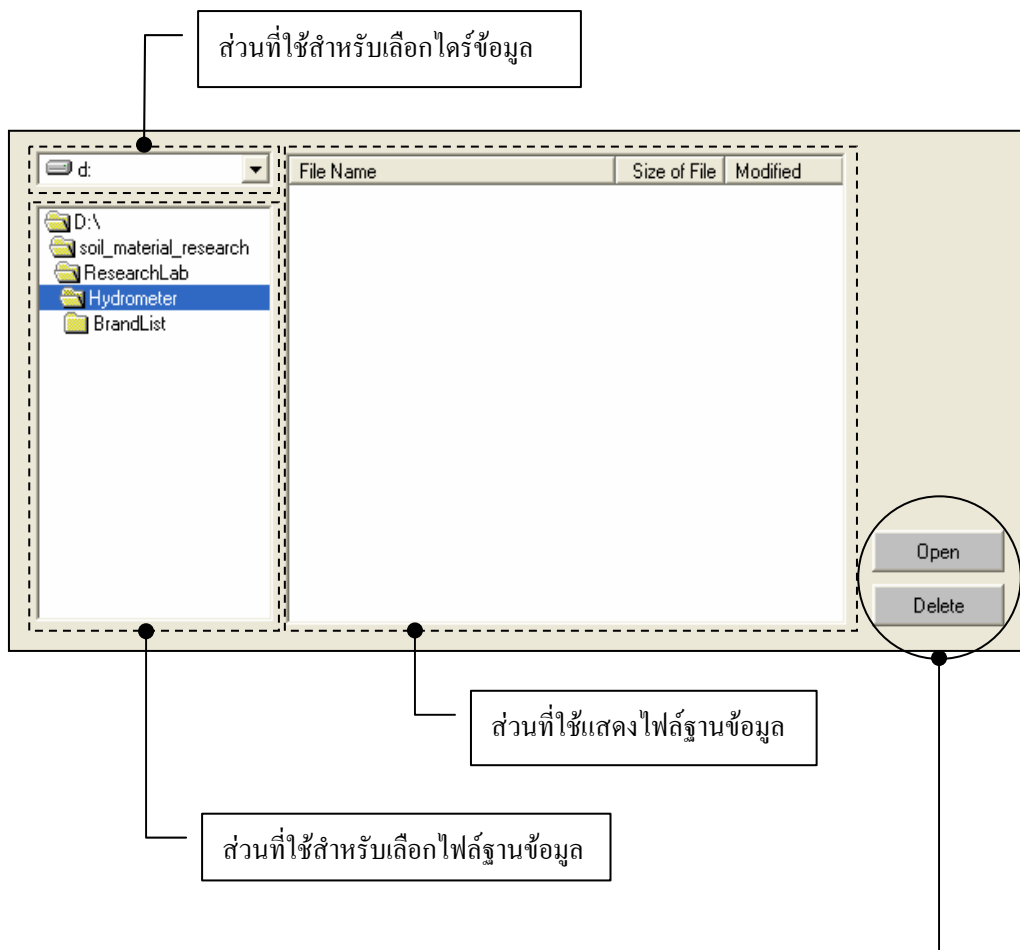 ส่วนที่ใช้สำหรับเลือกไดร์ข้อมูล
d:
File Name Size of File Modified
D:\
soil_material_research
ResearchLab
Hydrometer
BrandList
Open
Delete
ส่วนที่ใช้แสดงไฟล์ฐานข้อมูล
ส่วนที่ใช้สำหรับเลือกไฟล์ฐานข้อมูล